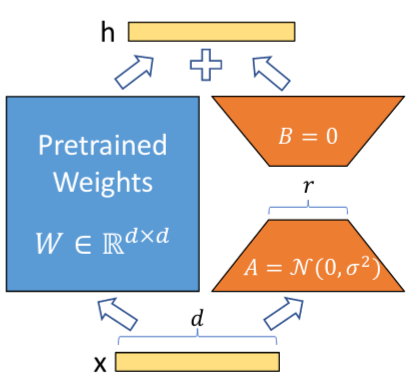 h
Pretrained
Weights
W ∈ ℝ^{d×d}
B = 0
r
A = 𝒩(0, σ²)
d
x